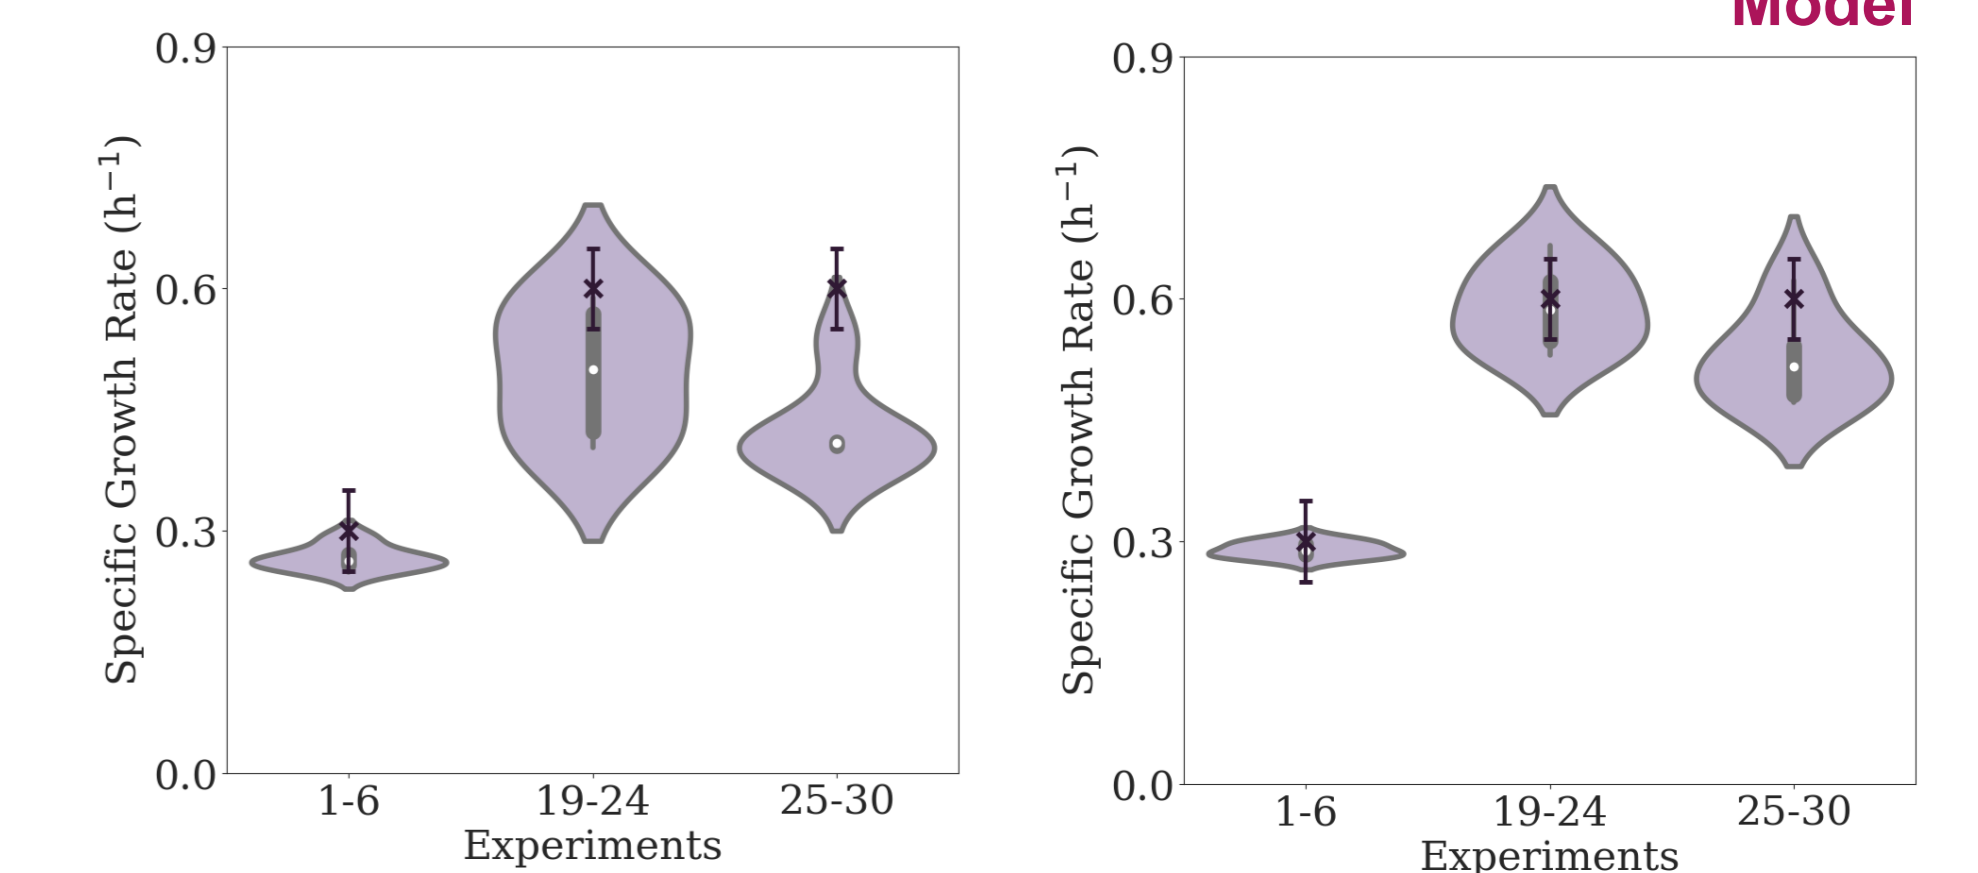 Model
0.9
0.6
0.3
0.0
Specific Growth Rate (h⁻¹)
1-6 19-24 25-30
Experiments
0.9
0.6
0.3
0.0
Specific Growth Rate (h⁻¹)
1-6 19-24 25-30
Experiments